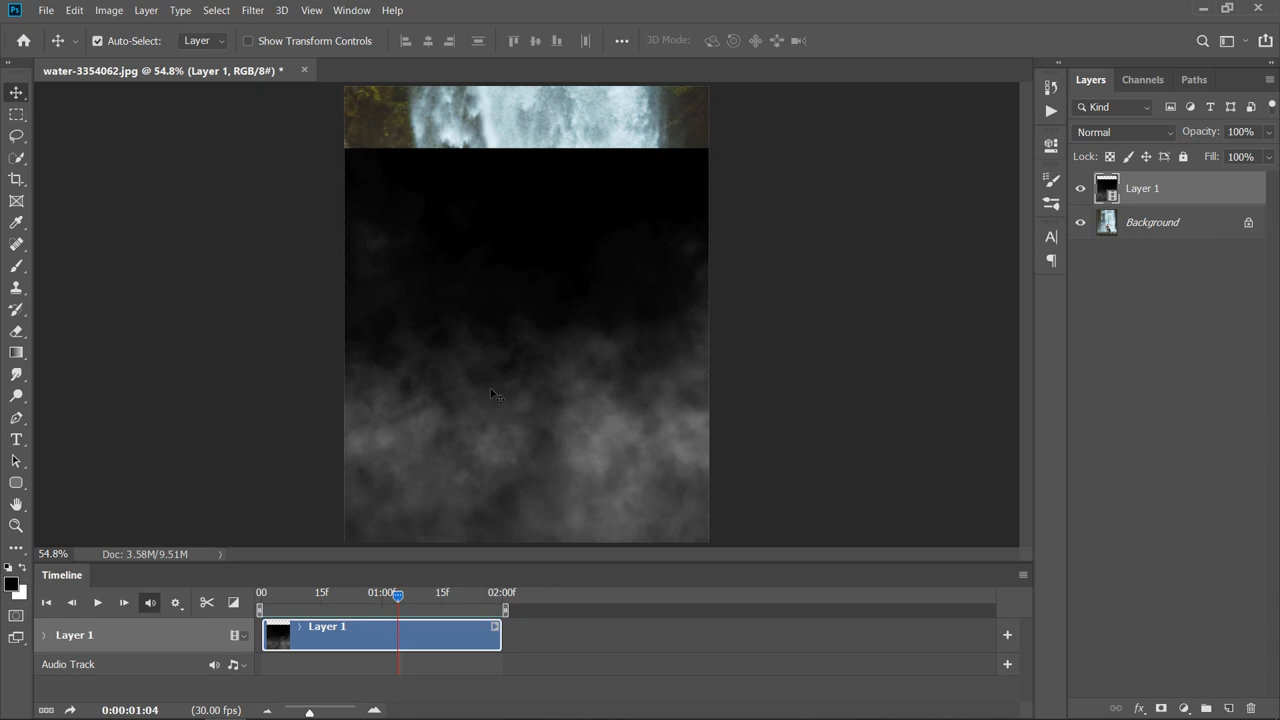 Ps File Edit Image Layer Type Select Filter 3D View Window Help
Auto-Select: Layer Show Transform Controls 3D Mode:
water-3354062.jpg @ 54.8% (Layer 1, RGB/8#) *
Layers Channels Paths
Kind
Normal Opacity: 100%
Lock: Fill: 100%
Layer 1
Background
54.8% Doc: 3.58M/9.51M
Timeline
00 15f 01:00f 15f 02:00f
Layer 1 Layer 1
Audio Track
0:00:01:04 (30.00 fps)